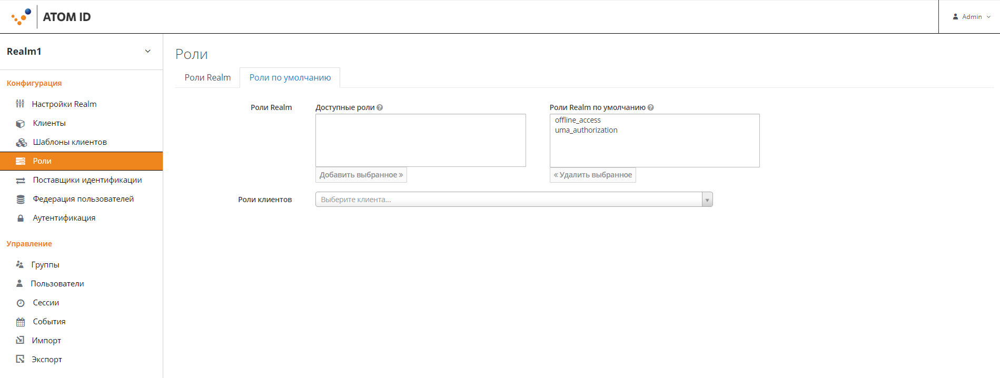 ATOM ID
Admin
Realm1
Конфигурация
Настройки Realm
Клиенты
Шаблоны клиентов
Роли
Поставщики идентификации
Федерация пользователей
Аутентификация
Управление
Группы
Пользователи
Сессии
События
Импорт
Экспорт
Роли
Роли Realm
Роли по умолчанию
Роли Realm
Доступные роли
Добавить выбранное »
Роли Realm по умолчанию
offline_access
uma_authorization
« Удалить выбранное
Роли клиентов
Выберите клиента...